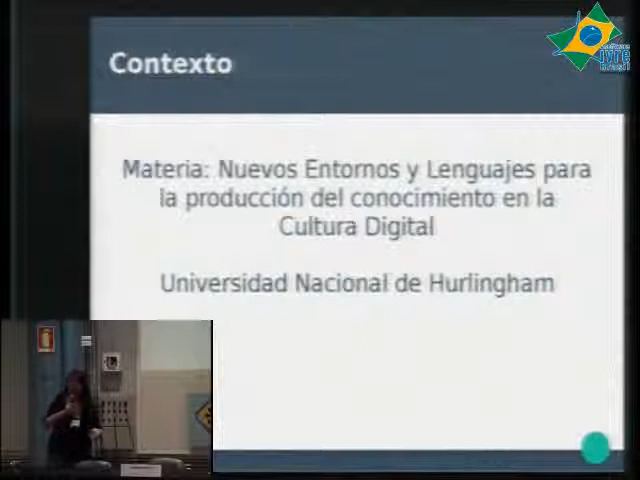 Contexto
Materia: Nuevos Entornos y Lenguajes para
la producción del conocimiento en la
Cultura Digital
Universidad Nacional de Hurlingham